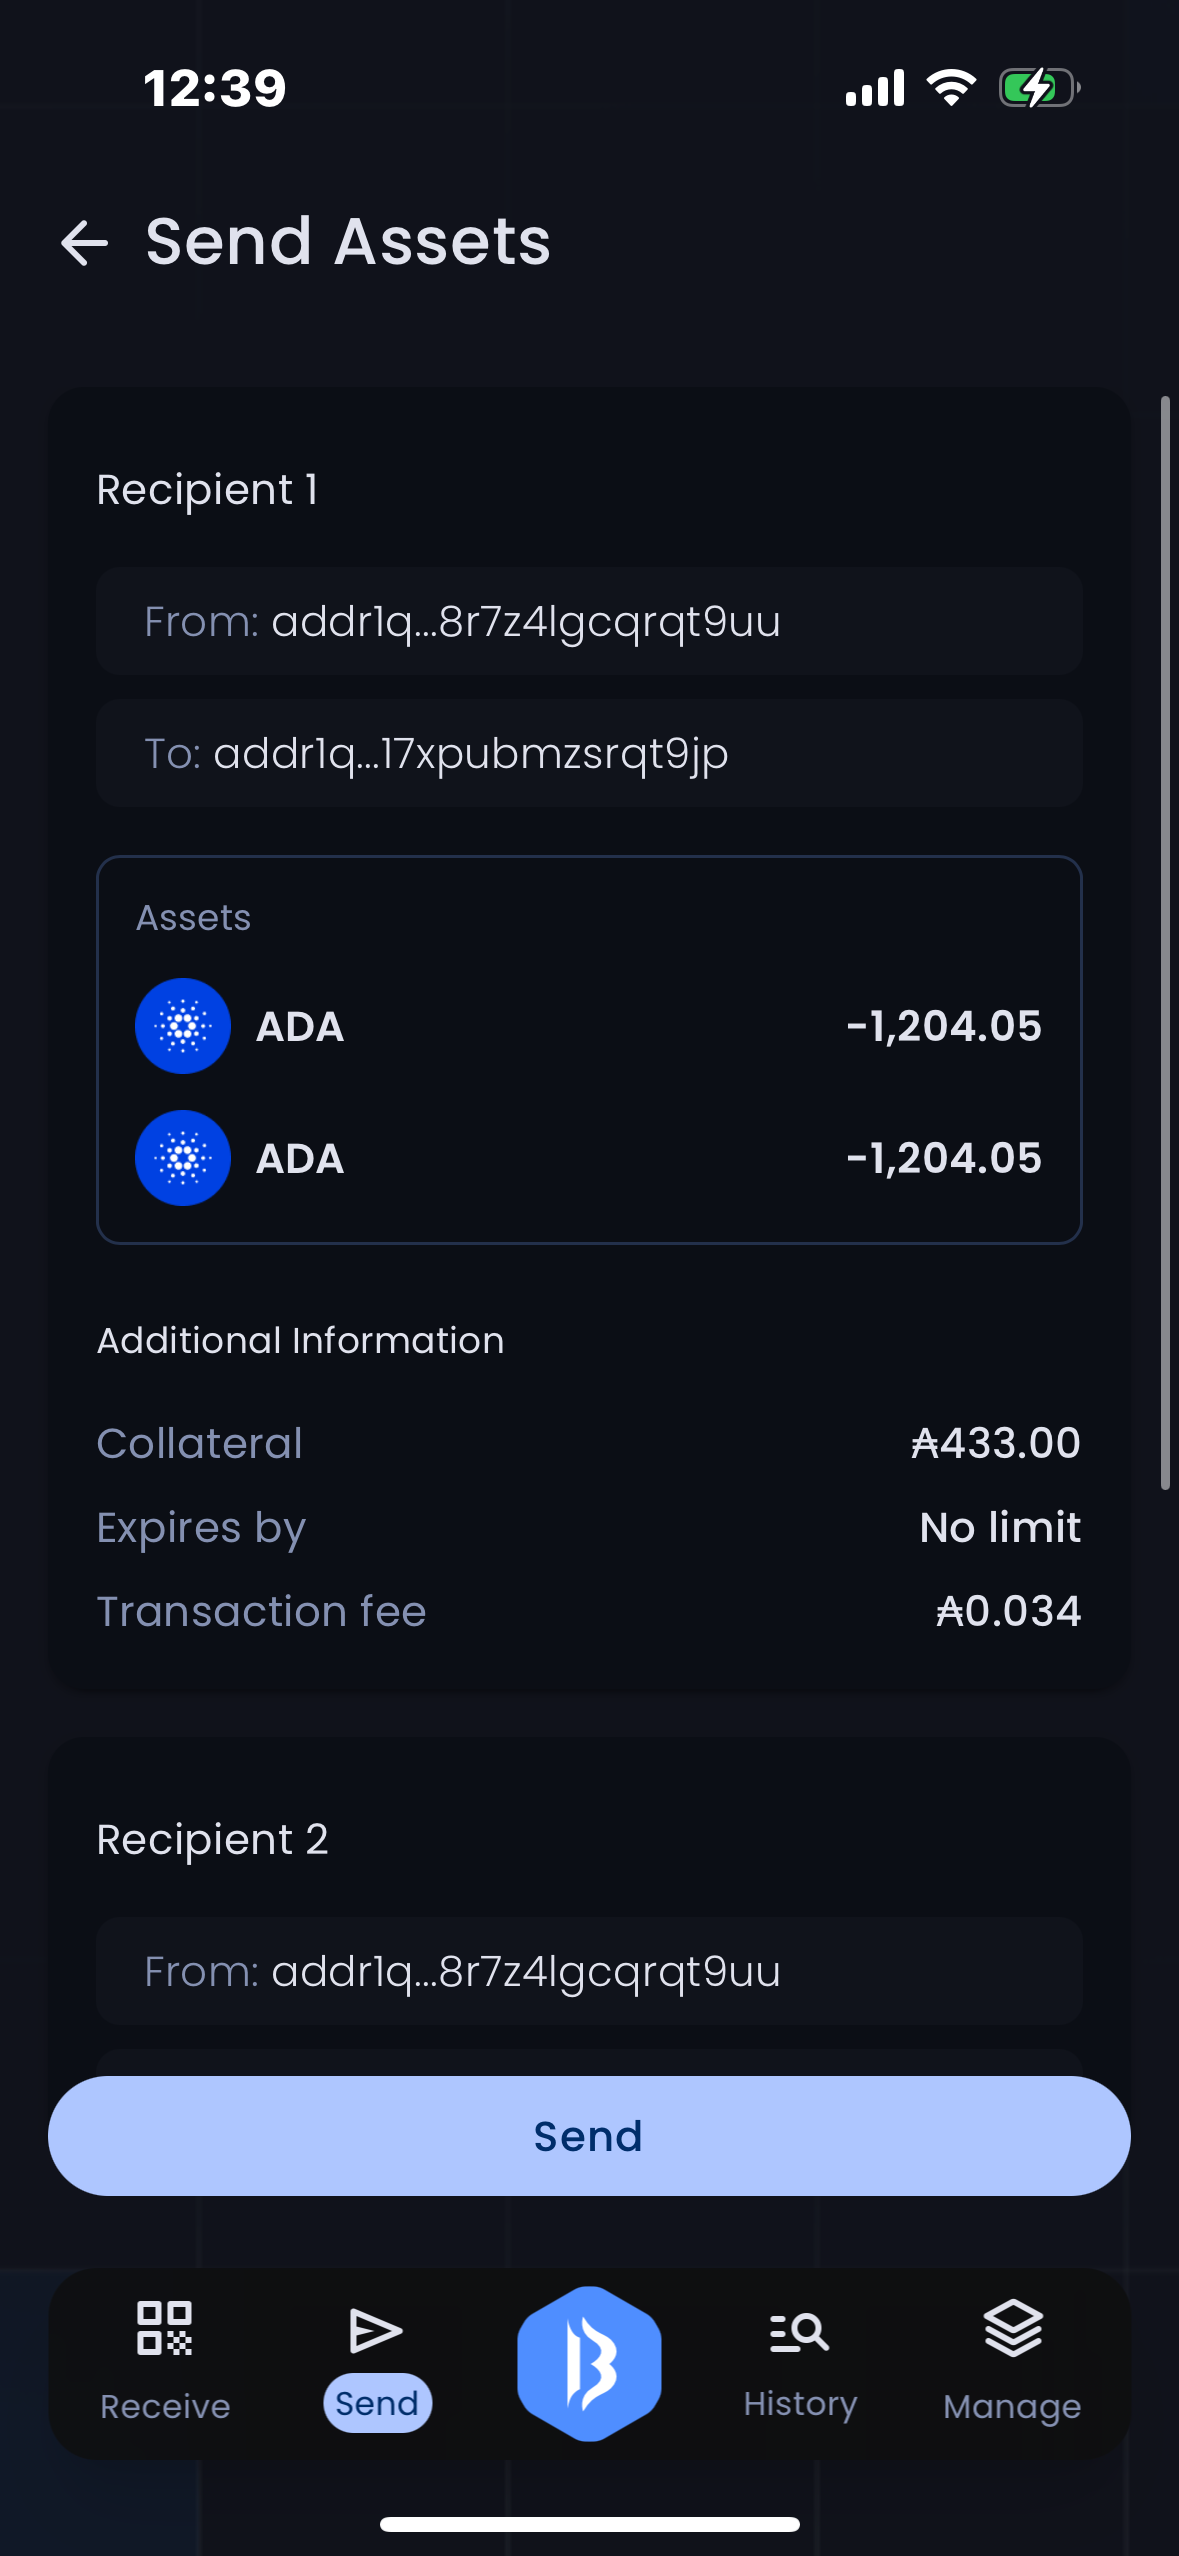 12:39
Send Assets
Recipient 1
From: addr1q...8r7z4lgcqrqt9uu
To: addr1q...17xpubmzsrqt9jp
Assets
ADA -1,204.05
ADA -1,204.05
Additional Information
Collateral ₳433.00
Expires by No limit
Transaction fee ₳0.034
Recipient 2
From: addr1q...8r7z4lgcqrqt9uu
Send
Receive Send History Manage